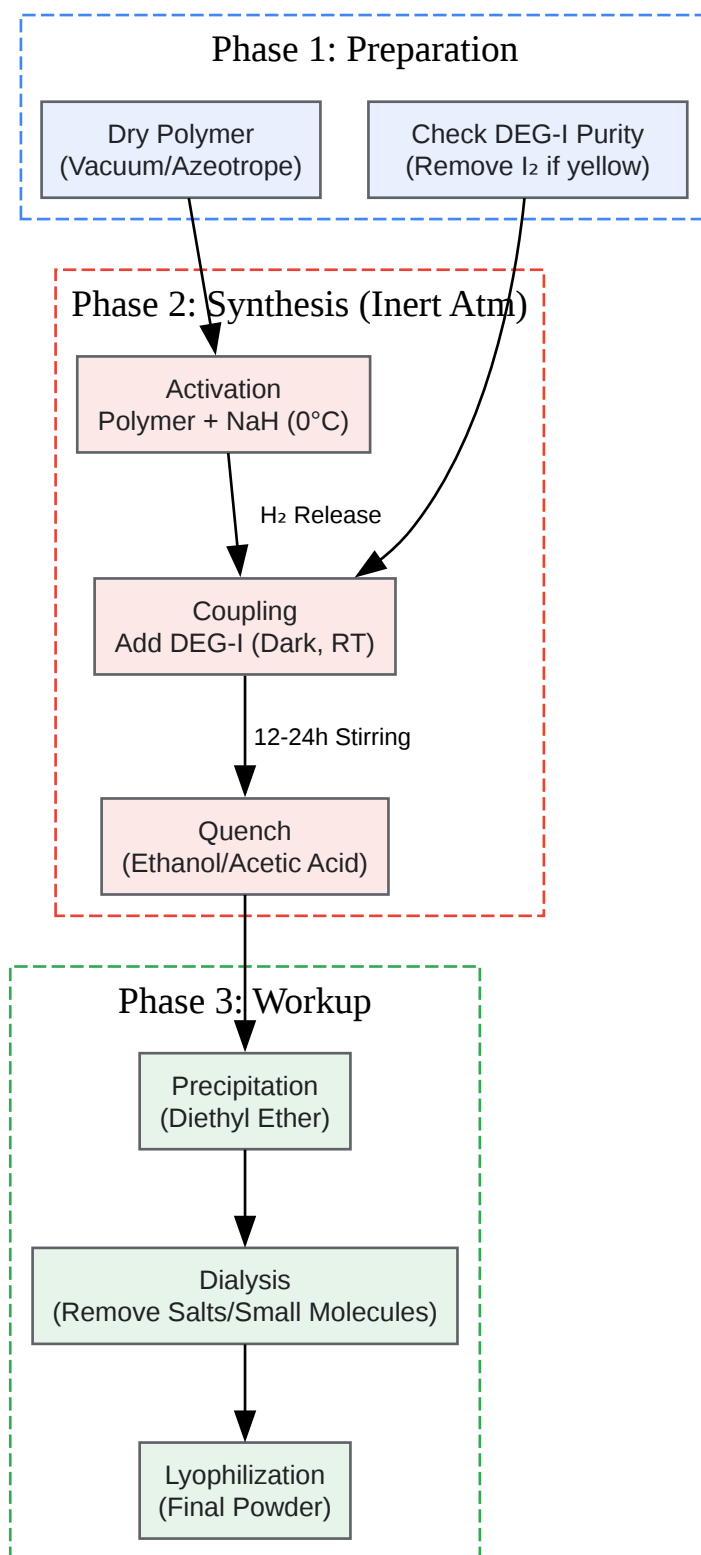 Phase 1: Preparation
Dry Polymer
(Vacuum/Azeotrope)
Check DEG-I Purity
(Remove I₂ if yellow)
Phase 2: Synthesis (Inert Atm)
Activation
Polymer + NaH (0°C)
H₂ Release
Coupling
Add DEG-I (Dark, RT)
12-24h Stirring
Quench
(Ethanol/Acetic Acid)
Phase 3: Workup
Precipitation
(Diethyl Ether)
Dialysis
(Remove Salts/Small Molecules)
Lyophilization
(Final Powder)